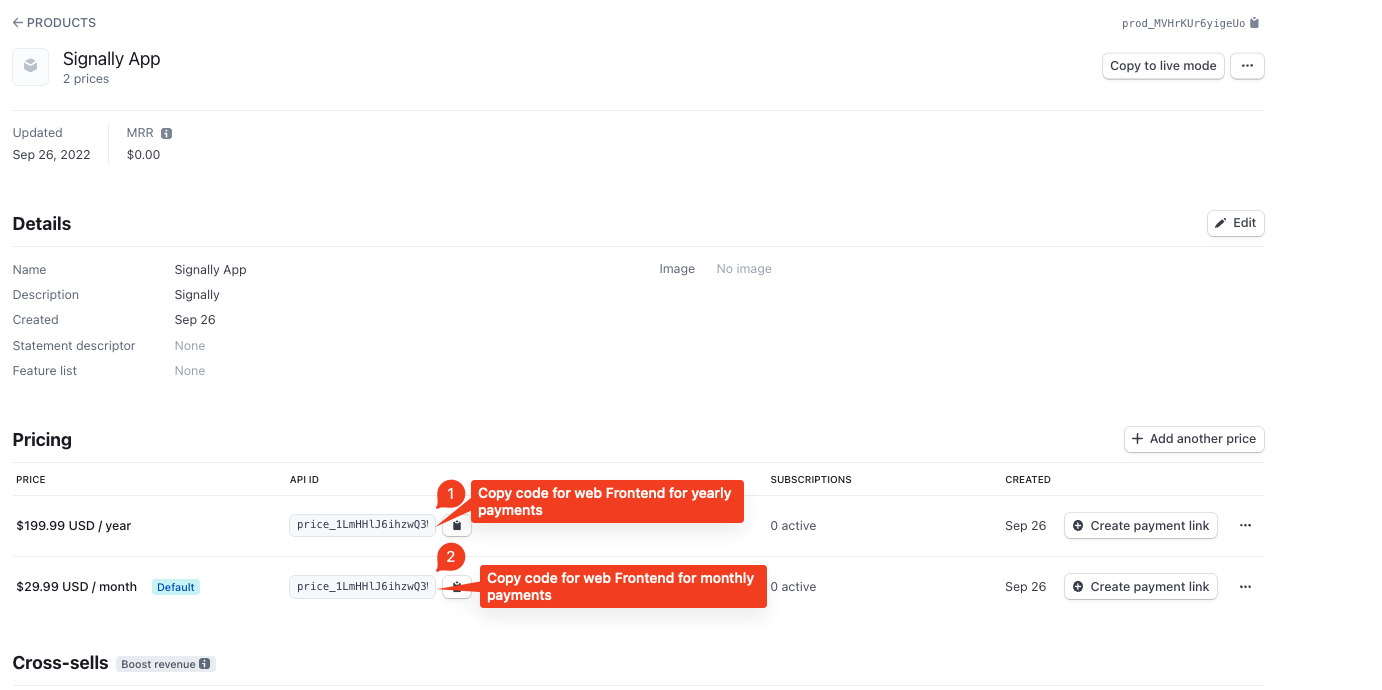 ← PRODUCTS
prod_MVHrKUr6yigeUo
Signally App
2 prices
Copy to live mode
Updated
MRR
Sep 26, 2022
$0.00
Details
Edit
Name
Signally App
Image
No image
Description
Signally
Created
Sep 26
Statement descriptor
None
Feature list
None
Pricing
Add another price
PRICE
API ID
SUBSCRIPTIONS
CREATED
1
Copy code for web Frontend for yearly
payments
$199.99 USD / year
price_1LmHHlJ6ihzwQ3
0 active
Sep 26
Create payment link
2
Copy code for web Frontend for monthly
payments
$29.99 USD / month
Default
price_1LmHHlJ6ihzwQ3
0 active
Sep 26
Create payment link
Cross-sells
Boost revenue